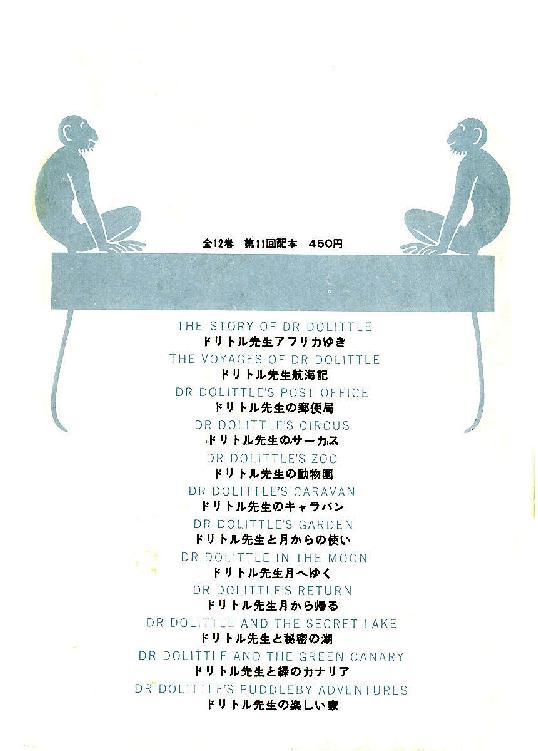 全12巻 第11回配本 450円
THE STORY OF DR DOLITTLE
ドリトル先生アフリカゆき
THE VOYAGES OF DR DOLITTLE
ドリトル先生航海記
DR DOLITTLE'S POST OFFICE
ドリトル先生の郵便局
DR DOLITTLE'S CIRCUS
ドリトル先生のサーカス
DR DOLITTLE'S ZOO
ドリトル先生の動物園
DR DOLITTLE'S CARAVAN
ドリトル先生のキャラバン
DR DOLITTLE'S GARDEN
ドリトル先生と月からの使い
DR DOLITTLE IN THE MOON
ドリトル先生月へゆく
DR DOLITTLE'S RETURN
ドリトル先生月から帰る
DR DOLITTLE AND THE SECRET LAKE
ドリトル先生と秘密の湖
DR DOLITTLE AND THE GREEN CANARY
ドリトル先生と緑のカナリア
DR DOLITTLE'S PUDDLEBY ADVENTURES
ドリトル先生の楽しい家